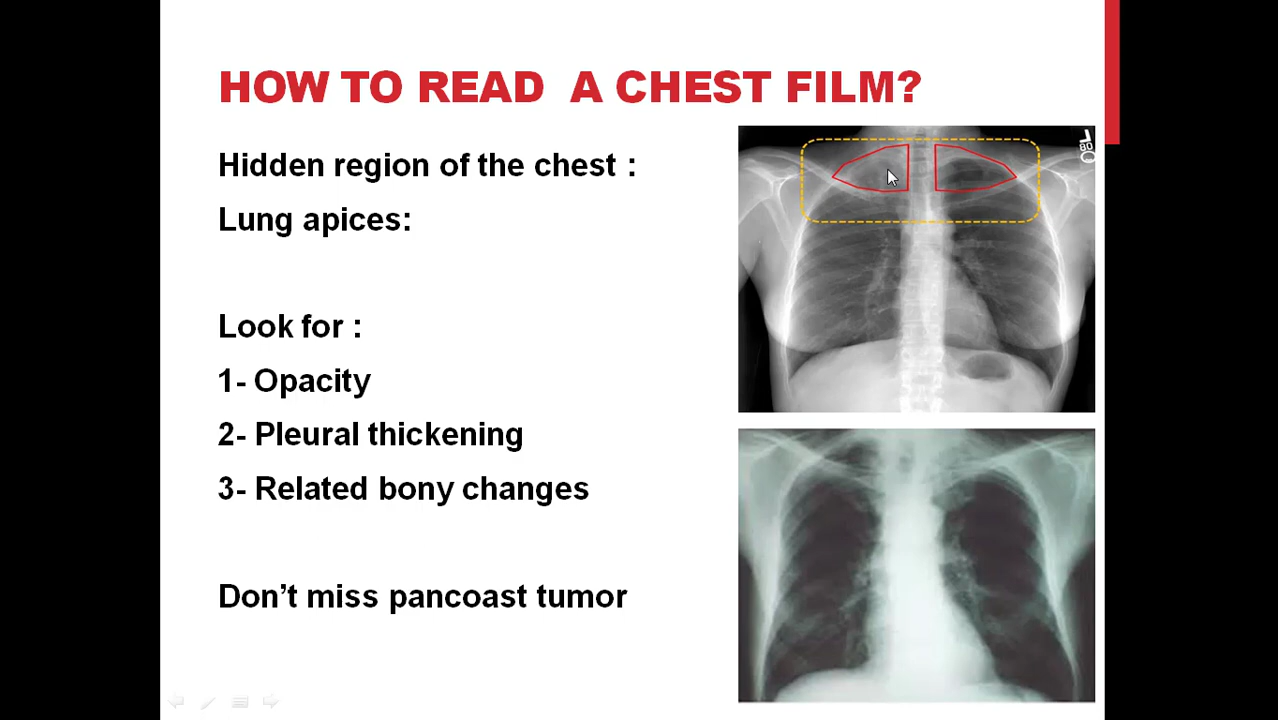 HOW TO READ A CHEST FILM?
Hidden region of the chest :
Lung apices:
Look for :
1- Opacity
2- Pleural thickening
3- Related bony changes
Don't miss pancoast tumor